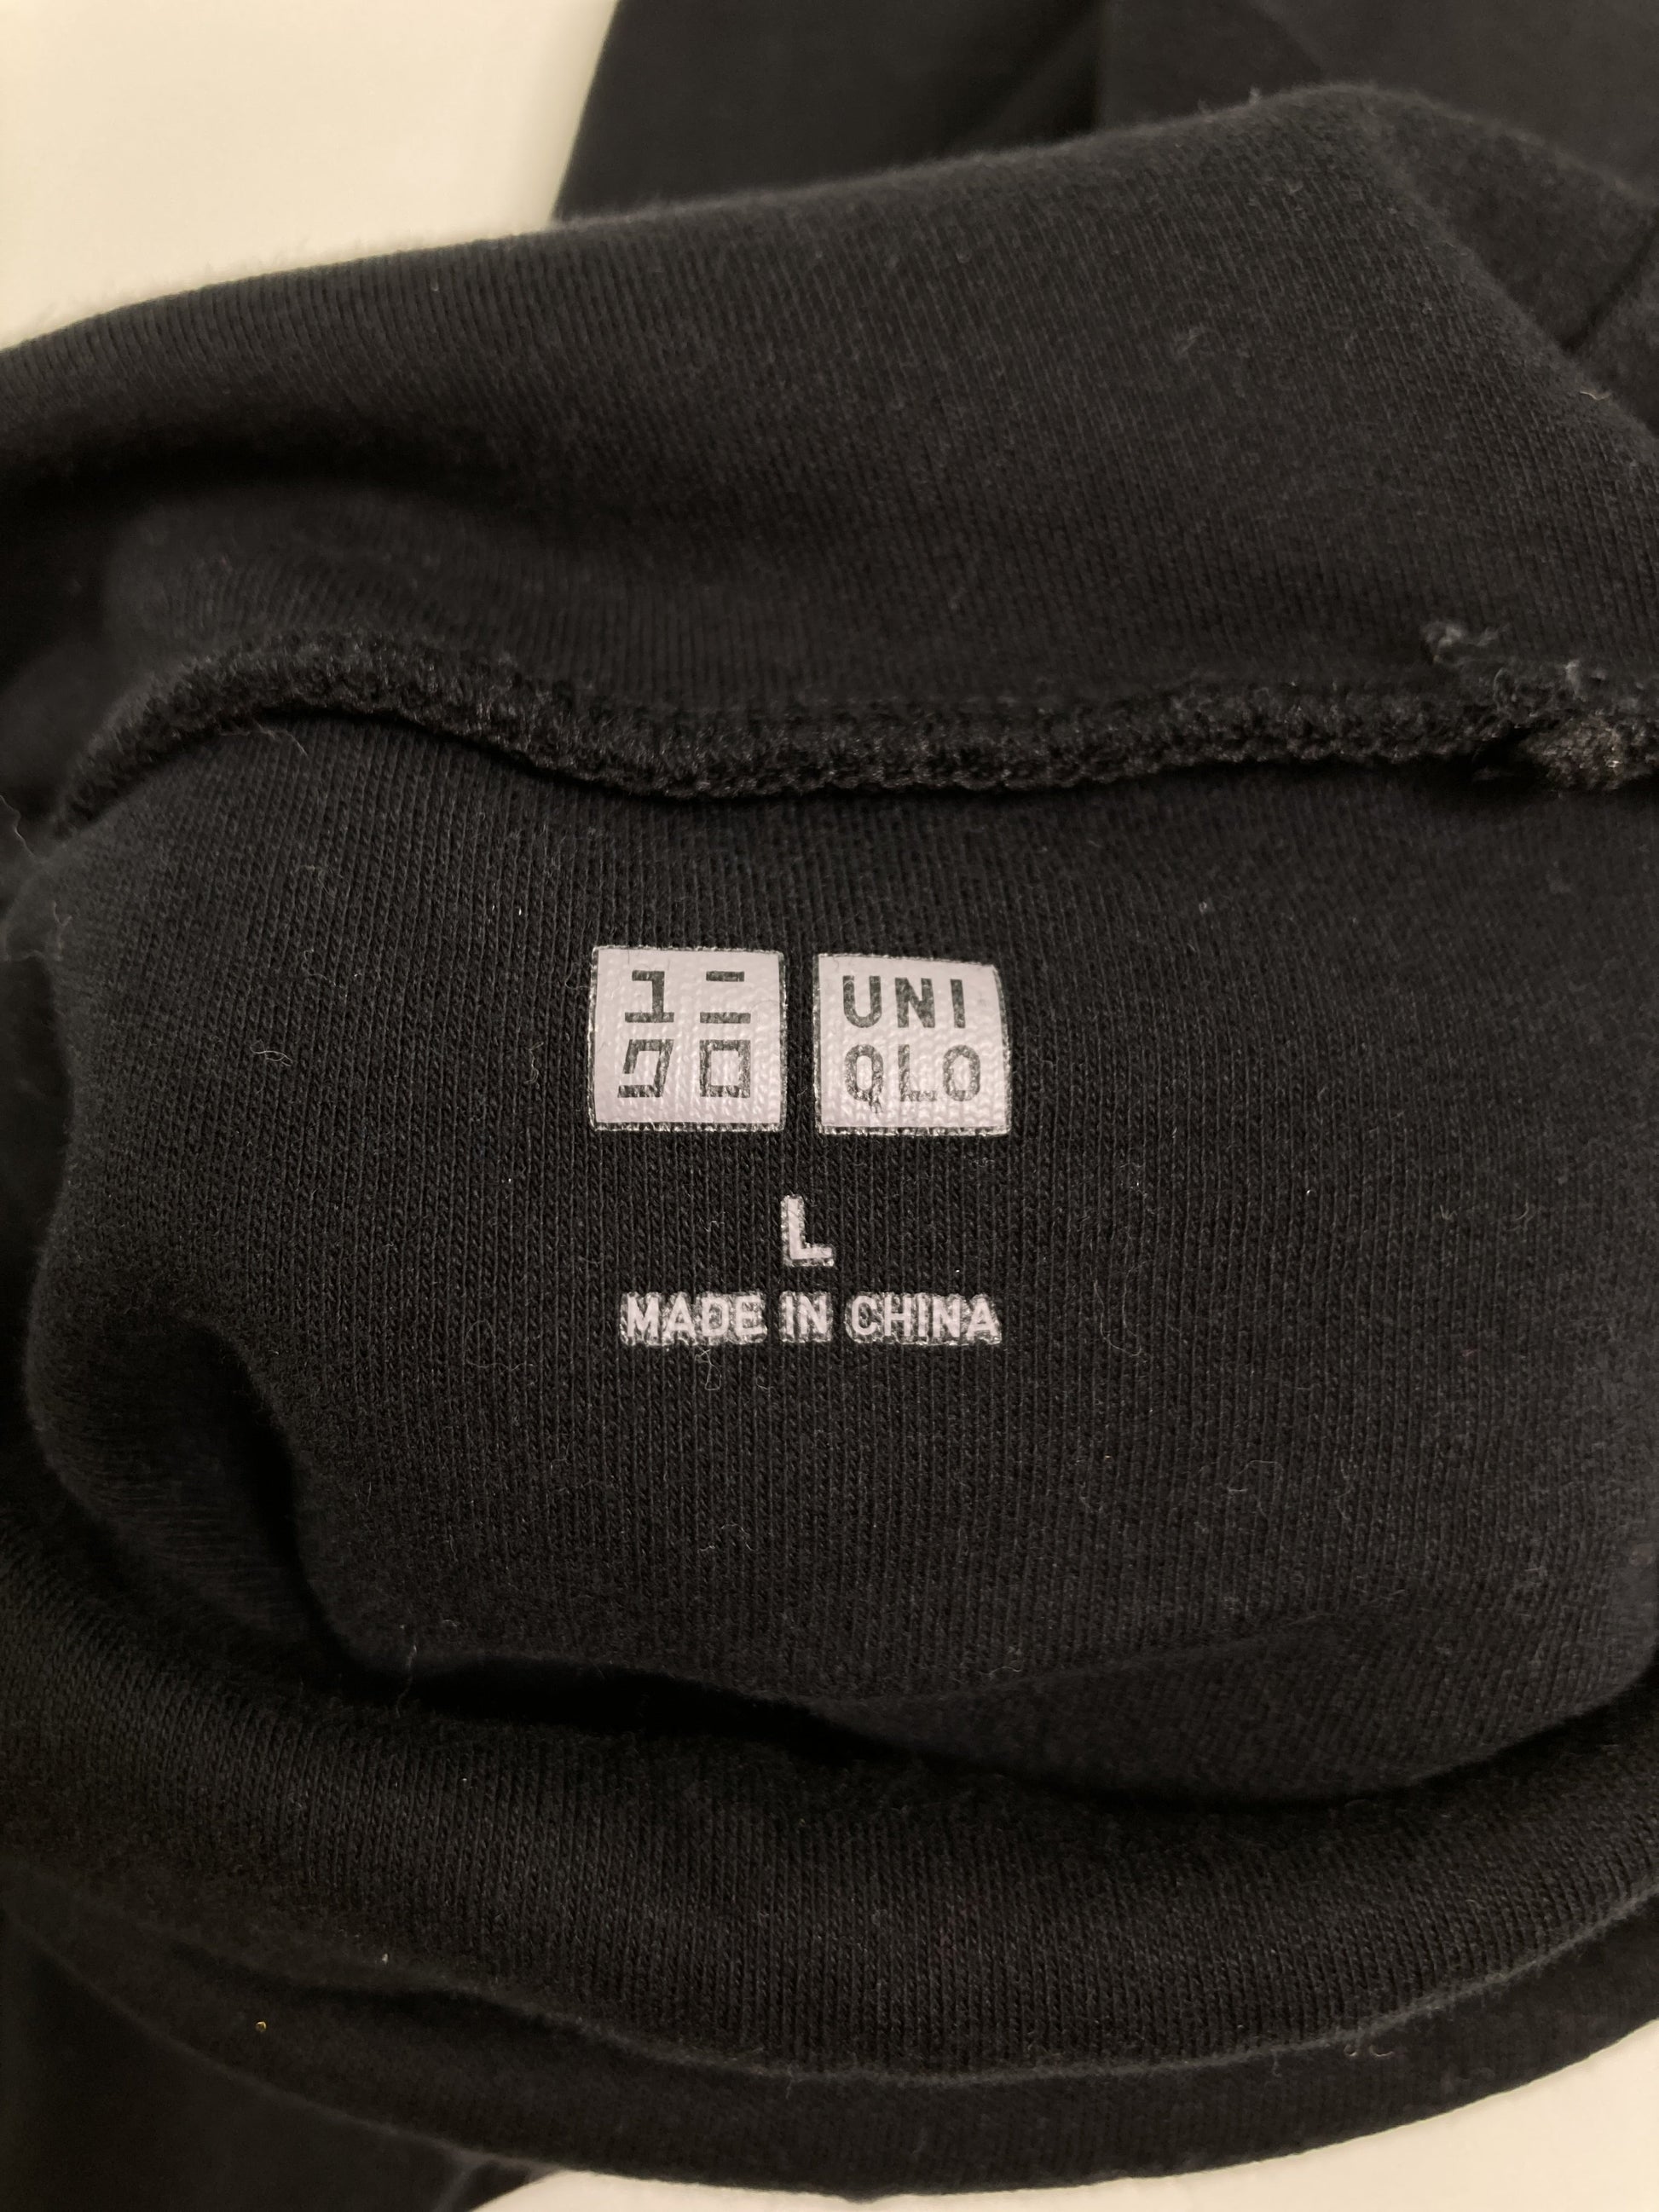 ユニ
クロ
UNI
QLO
L
MADE IN CHINA